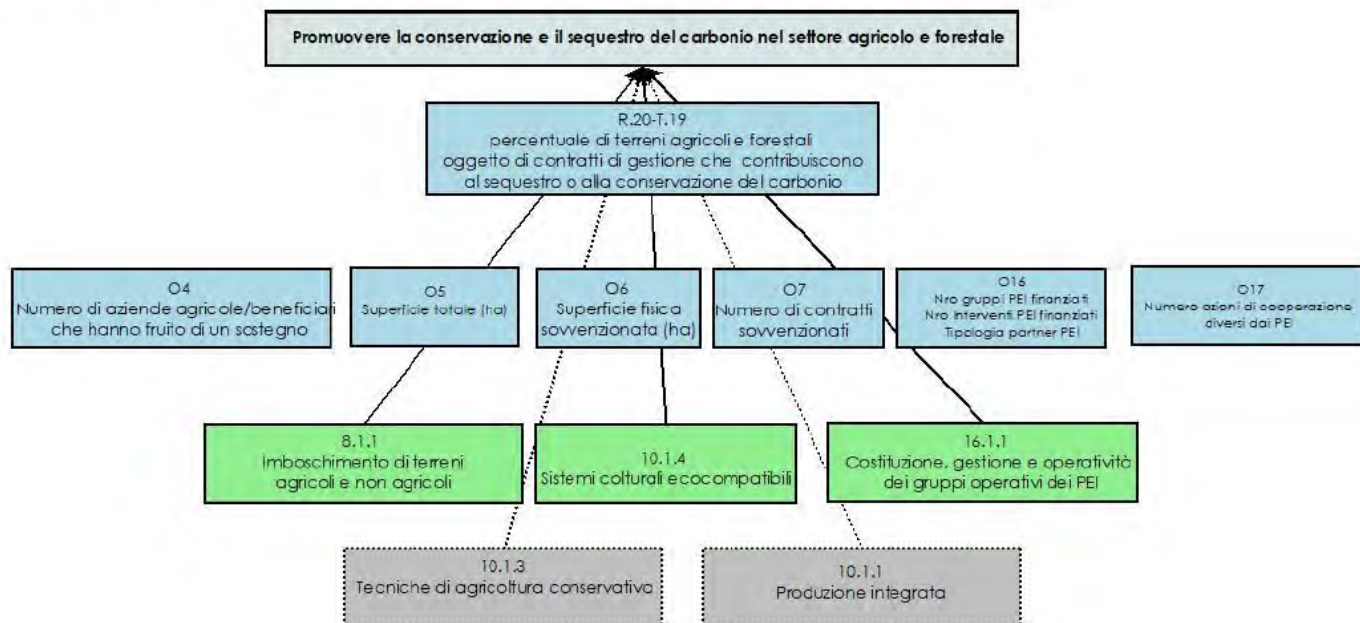 Promuovere la conservazione e il sequestro del carbonio nel settore agricolo e forestale
R.20-T.19
percentuale di terreni agricoli e forestali
oggetto di contratti di gestione che contribuiscono
al sequestro o alla conservazione del carbonio
O4
Numero di aziende agricole/beneficiari
che hanno fruito di un sostegno
O5
Superficie totale (ha)
O6
Superficie fisica
sovvenzionata (ha)
O7
Numero di contratti
sovvenzionati
O16
Nro gruppi PEI finanziati
Nro Interventi PEI finanziati
Tipologia partner PEI
O17
Numero azioni di cooperazione
diversi dai PEI
8.1.1
Imboschimento di terreni
agricoli e non agricoli
10.1.4
Sistemi colturali ecocompatibili
16.1.1
Costituzione, gestione e operatività
dei gruppi operativi dei PEI
10.1.3
Tecniche di agricoltura conservativa
10.1.1
Produzione integrata